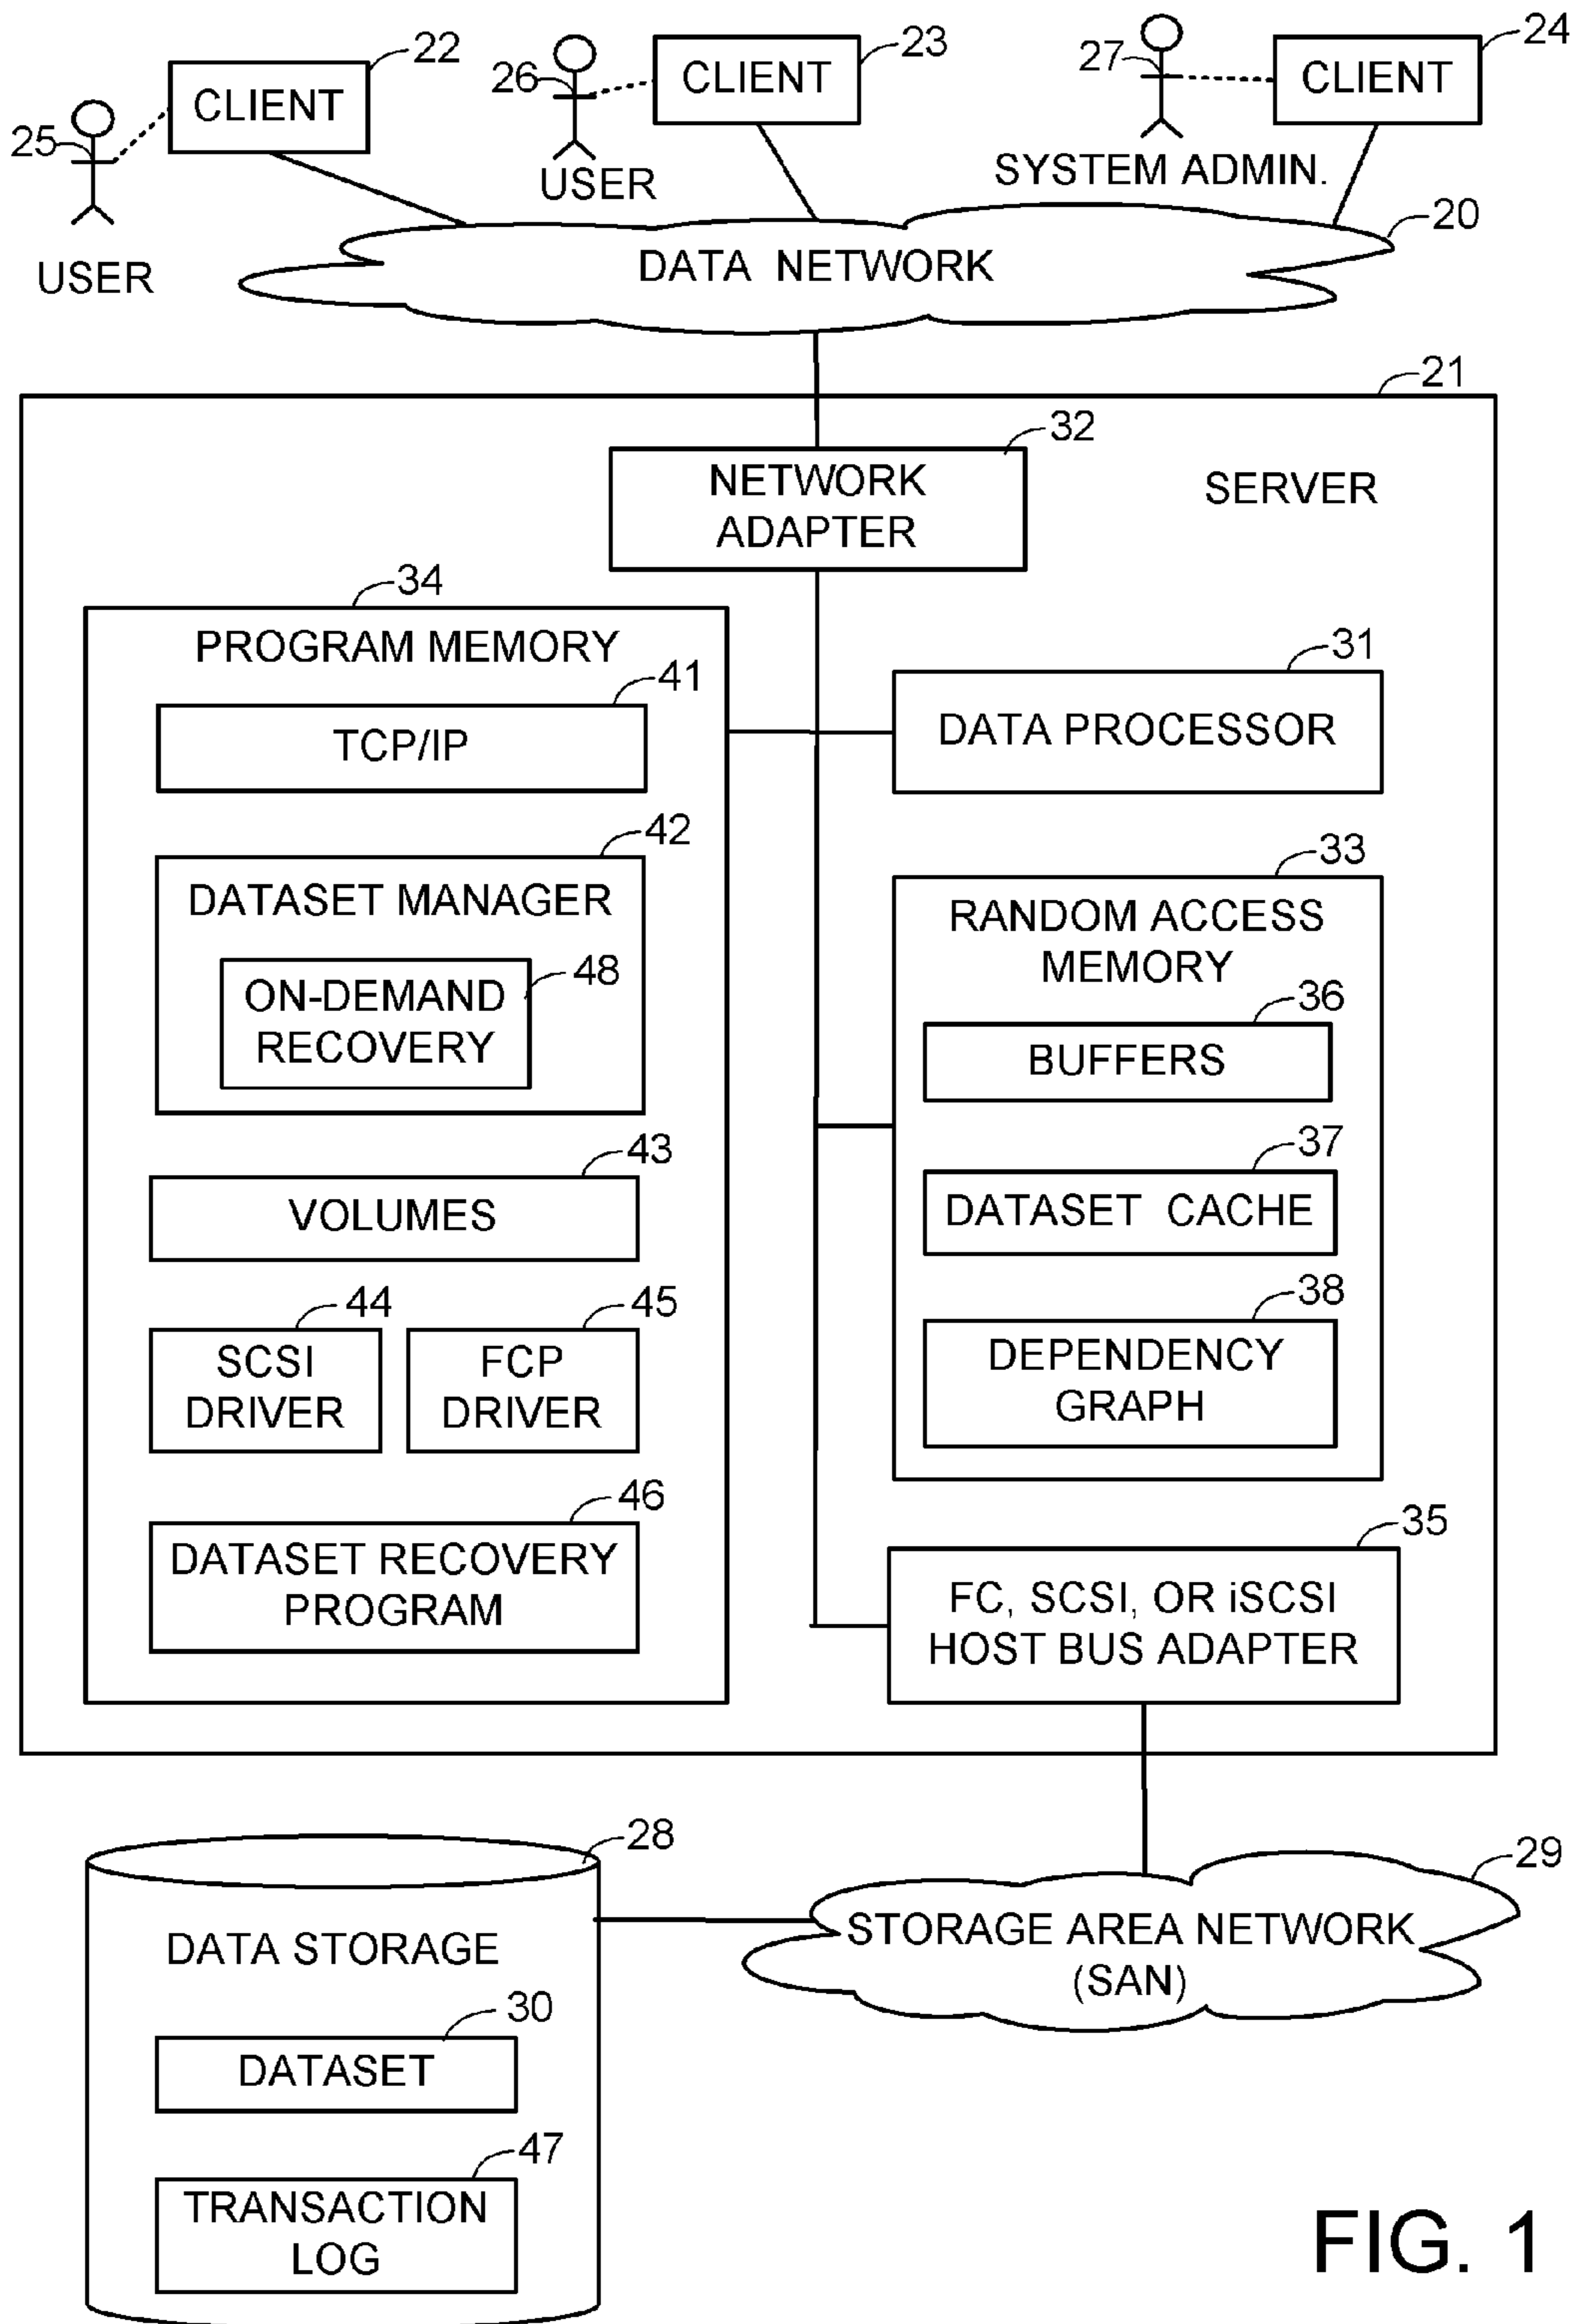 22
CLIENT
25
USER
26
USER
23
CLIENT
27
SYSTEM ADMIN.
24
CLIENT
20
DATA NETWORK
21
SERVER
32
NETWORK
ADAPTER
34
PROGRAM MEMORY
41
TCP/IP
42
DATASET MANAGER
48
ON-DEMAND
RECOVERY
43
VOLUMES
44
SCSI
DRIVER
45
FCP
DRIVER
46
DATASET RECOVERY
PROGRAM
31
DATA PROCESSOR
33
RANDOM ACCESS
MEMORY
36
BUFFERS
37
DATASET CACHE
38
DEPENDENCY
GRAPH
35
FC, SCSI, OR iSCSI
HOST BUS ADAPTER
28
DATA STORAGE
30
DATASET
47
TRANSACTION
LOG
29
STORAGE AREA NETWORK
(SAN)
FIG. 1